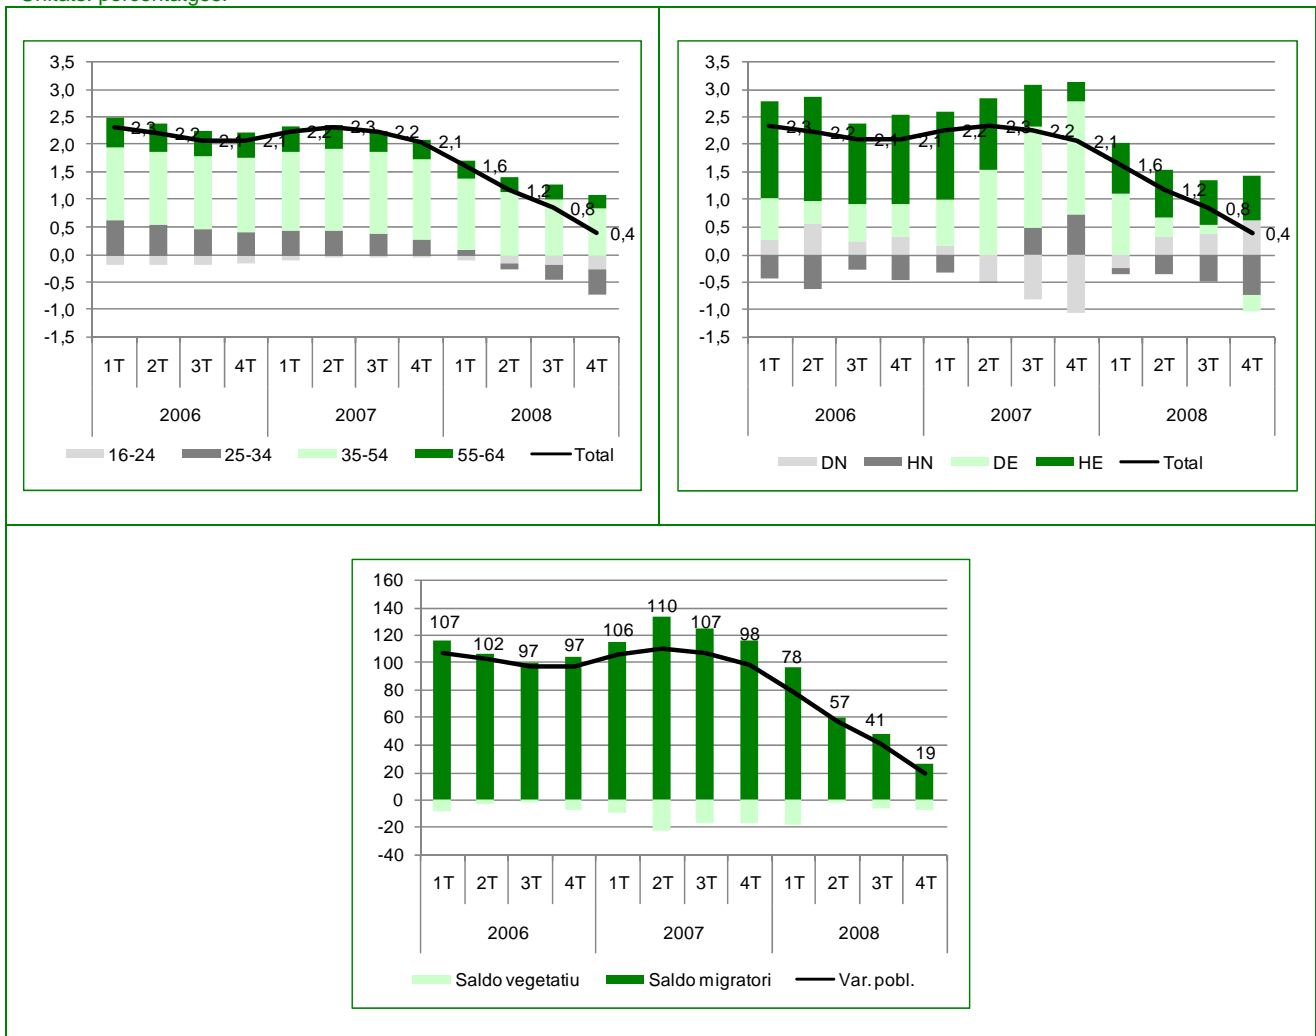 Unitats: percentatges.
3,5
3,0
2,5
2,0
1,5
1,0
0,5
0,0
-0,5
-1,0
-1,5
2,3 2,2 2,1 2,1 2,2 2,3 2,2 2,1 1,6 1,2 0,8 0,4
1T 2T 3T 4T 1T 2T 3T 4T 1T 2T 3T 4T
2006 2007 2008
16-24 25-34 35-54 55-64 Total
3,5
3,0
2,5
2,0
1,5
1,0
0,5
0,0
-0,5
-1,0
-1,5
2,3 2,2 2,1 2,1 2,2 2,3 2,2 2,1 1,6 1,2 0,8 0,4
1T 2T 3T 4T 1T 2T 3T 4T 1T 2T 3T 4T
2006 2007 2008
DN HN DE HE Total
160
140
120
100
80
60
40
20
0
-20
-40
107 102 97 97 106 110 107 98 78 57 41 19
1T 2T 3T 4T 1T 2T 3T 4T 1T 2T 3T 4T
2006 2007 2008
Saldo vegetatiu Saldo migratori Var. pobl.